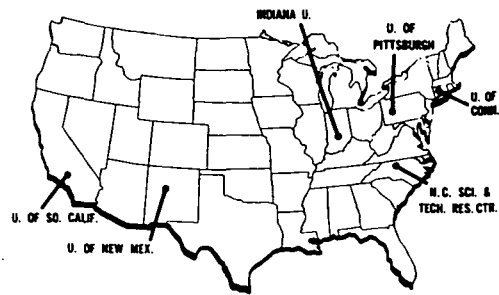 INDIANA U.
U. OF
PITTSBURGH
U. OF
CONN.
N.C. SCI. &
TECH. RES. CTR.
U. OF SO. CALIF.
U. OF NEW MEX.